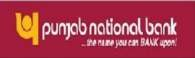 punjab national bank
...the name you can BANK upon!